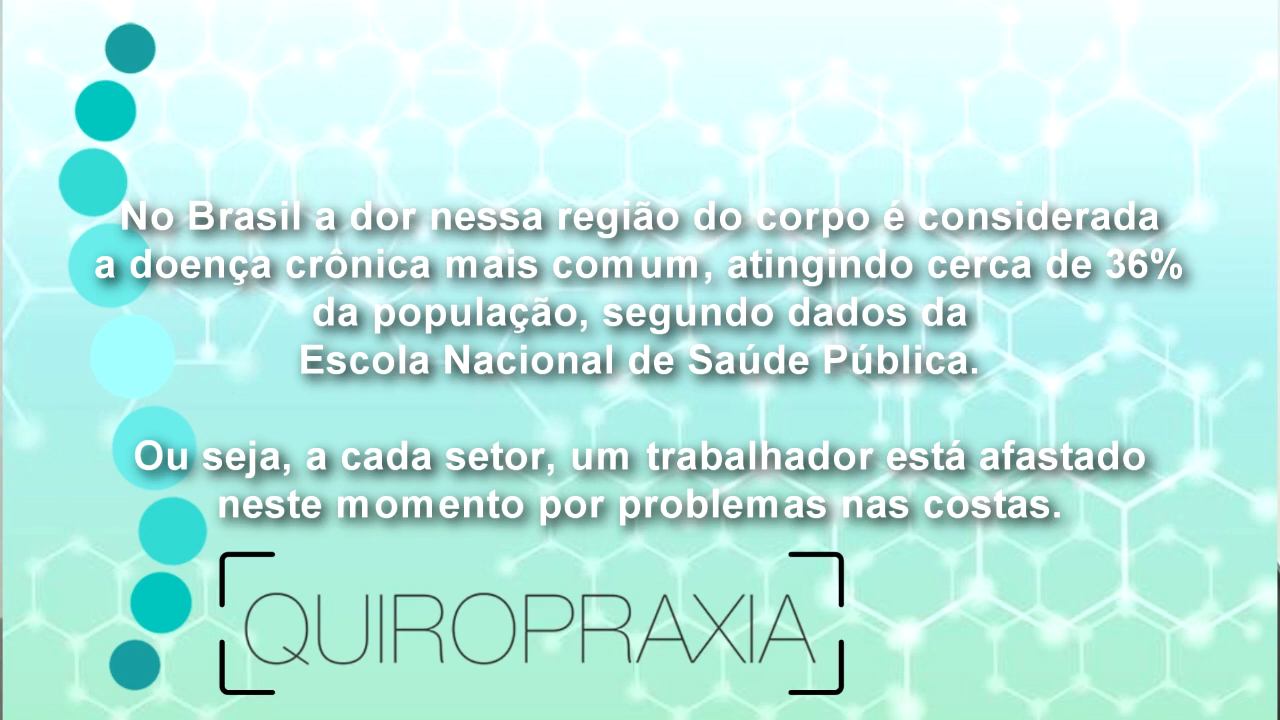 No Brasil a dor nessa região do corpo é considerada
a doença crônica mais comum, atingindo cerca de 36%
da população, segundo dados da
Escola Nacional de Saúde Pública.
Ou seja, a cada setor, um trabalhador está afastado
neste momento por problemas nas costas.
QUIROPRAXIA